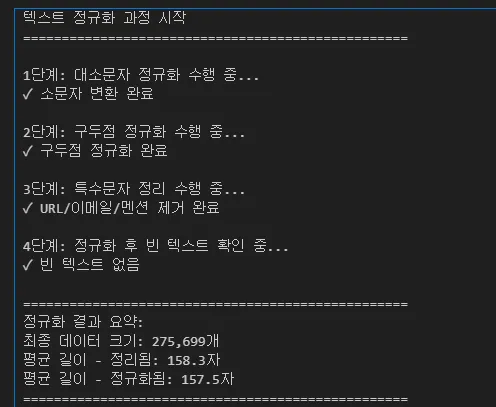 텍스트 정규화 과정 시작
==================================================
1단계: 대소문자 정규화 수행 중...
✓ 소문자 변환 완료
2단계: 구두점 정규화 수행 중...
✓ 구두점 정규화 완료
3단계: 특수문자 정리 수행 중...
✓ URL/이메일/멘션 제거 완료
4단계: 정규화 후 빈 텍스트 확인 중...
✓ 빈 텍스트 없음
==================================================
정규화 결과 요약:
최종 데이터 크기: 275,699개
평균 길이 - 정리됨: 158.3자
평균 길이 - 정규화됨: 157.5자
==================================================